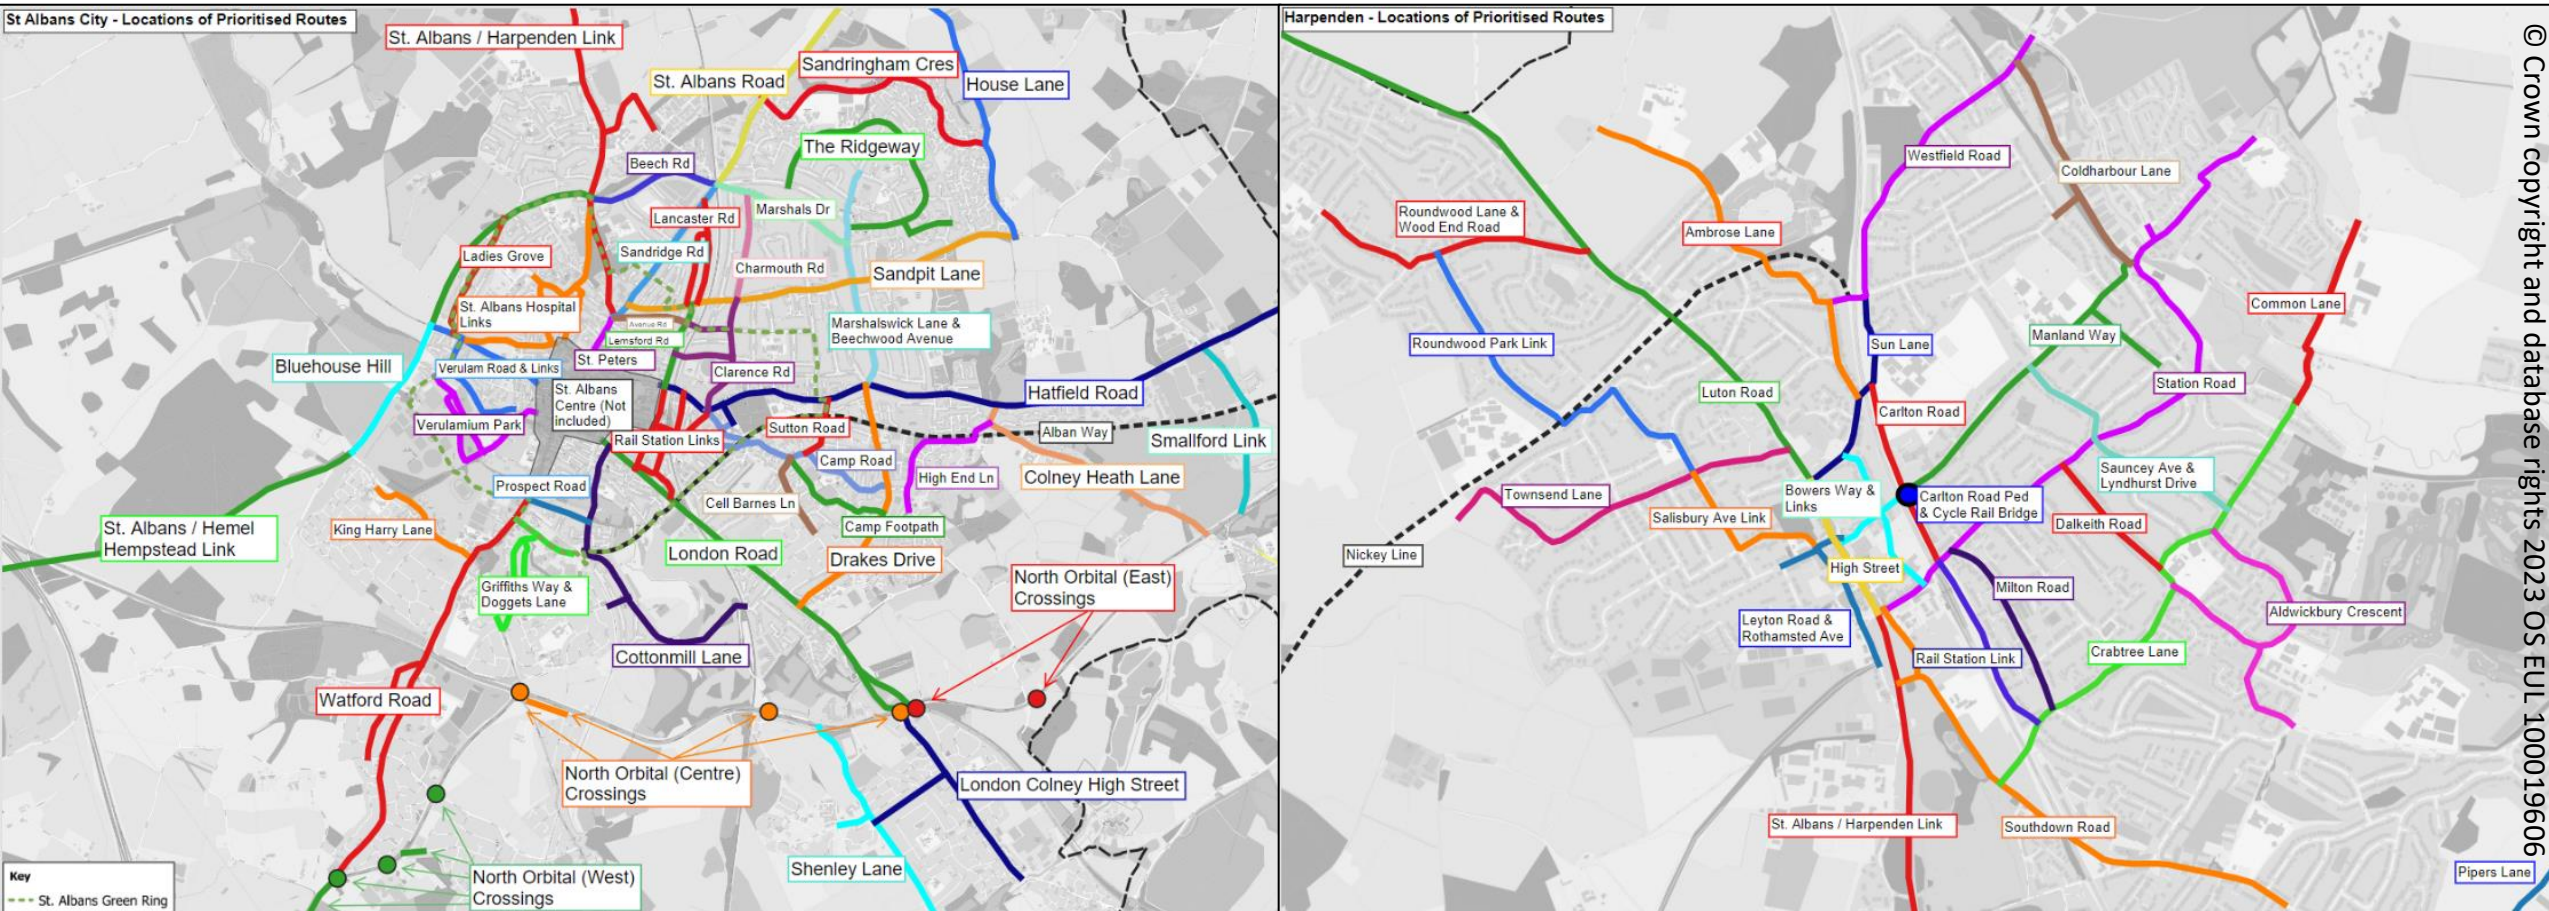 St Albans City - Locations of Prioritised Routes
St. Albans / Harpenden Link
St. Albans Road
Sandringham Cres
House Lane
The Ridgeway
Beech Rd
Lancaster Rd
Marshals Dr
Ladies Grove
Sandridge Rd
Charmouth Rd
Sandpit Lane
St. Albans Hospital
Links
Avenue Rd
Lemsford Rd
Marshalswick Lane &
Beechwood Avenue
Bluehouse Hill
Verulam Road & Links
St. Peters
Clarence Rd
St. Albans
Centre (Not
included)
Hatfield Road
Verulamium Park
Rail Station Links
Sutton Road
Alban Way
Smallford Link
Camp Road
High End Ln
Colney Heath Lane
Prospect Road
Cell Barnes Ln
Camp Footpath
King Harry Lane
St. Albans / Hemel
Hempstead Link
London Road
Drakes Drive
Griffiths Way &
Doggets Lane
North Orbital (East)
Crossings
Cottonmill Lane
Watford Road
North Orbital (Centre)
Crossings
London Colney High Street
Shenley Lane
North Orbital (West)
Crossings
Key
St. Albans Green Ring
Harpenden - Locations of Prioritised Routes
Westfield Road
Coldharbour Lane
Roundwood Lane &
Wood End Road
Ambrose Lane
Common Lane
Roundwood Park Link
Sun Lane
Manland Way
Luton Road
Station Road
Carlton Road
Townsend Lane
Bowers Way &
Links
Sauncey Ave &
Lyndhurst Drive
Carlton Road Ped
& Cycle Rail Bridge
Salisbury Ave Link
Dalkeith Road
Nickey Line
High Street
Milton Road
Leyton Road &
Rothamsted Ave
Aldwickbury Crescent
Rail Station Link
Crabtree Lane
St. Albans / Harpenden Link
Southdown Road
Pipers Lane
© Crown copyright and database rights 2023 OS EUL 100019606